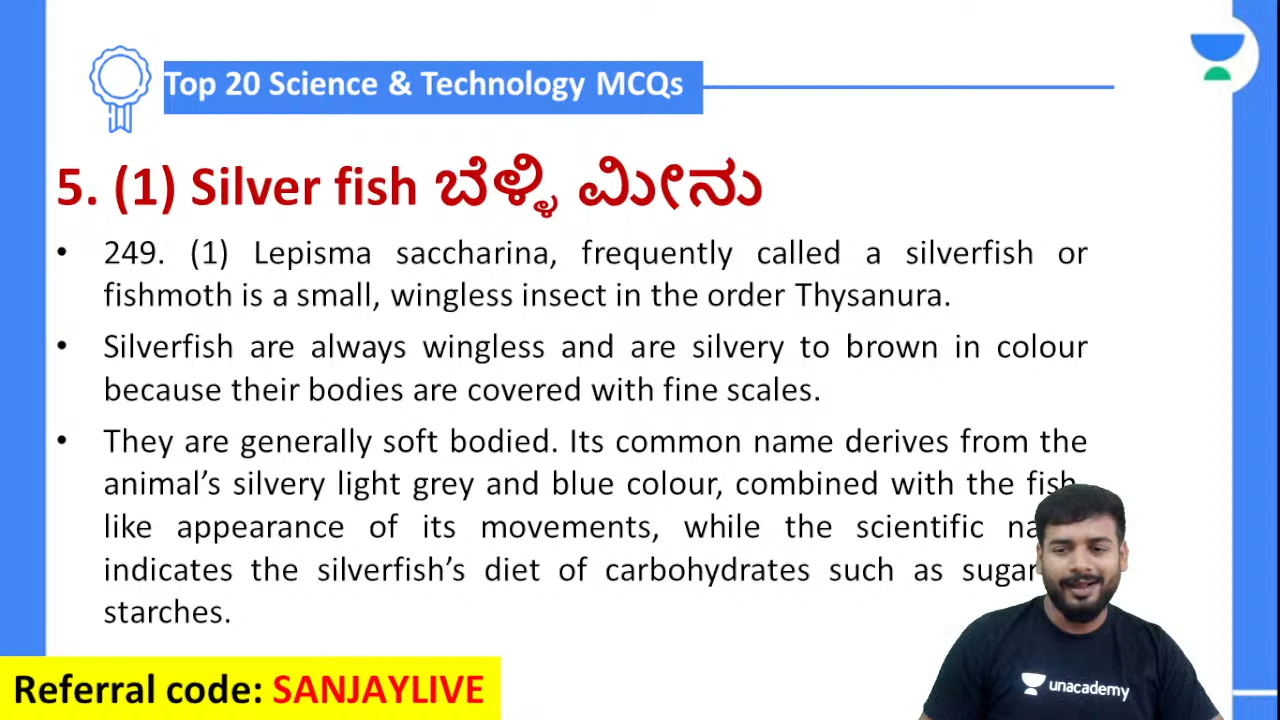 Top 20 Science & Technology MCQs
5. (1) Silver fish ಬೆಳ್ಳಿ ಮೀನು
• 249. (1) Lepisma saccharina, frequently called a silverfish or
fishmoth is a small, wingless insect in the order Thysanura.
• Silverfish are always wingless and are silvery to brown in colour
because their bodies are covered with fine scales.
• They are generally soft bodied. Its common name derives from the
animal’s silvery light grey and blue colour, combined with the fish
like appearance of its movements, while the scientific
indicates the silverfish’s diet of carbohydrates such as sugar
starches.
unacademy
Referral code: SANJAYLIVE